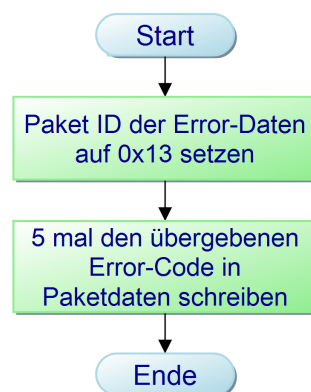 Start
Paket ID der Error-Daten
auf 0x13 setzen
5 mal den übergebenen
Error-Code in
Paketdaten schreiben
Ende